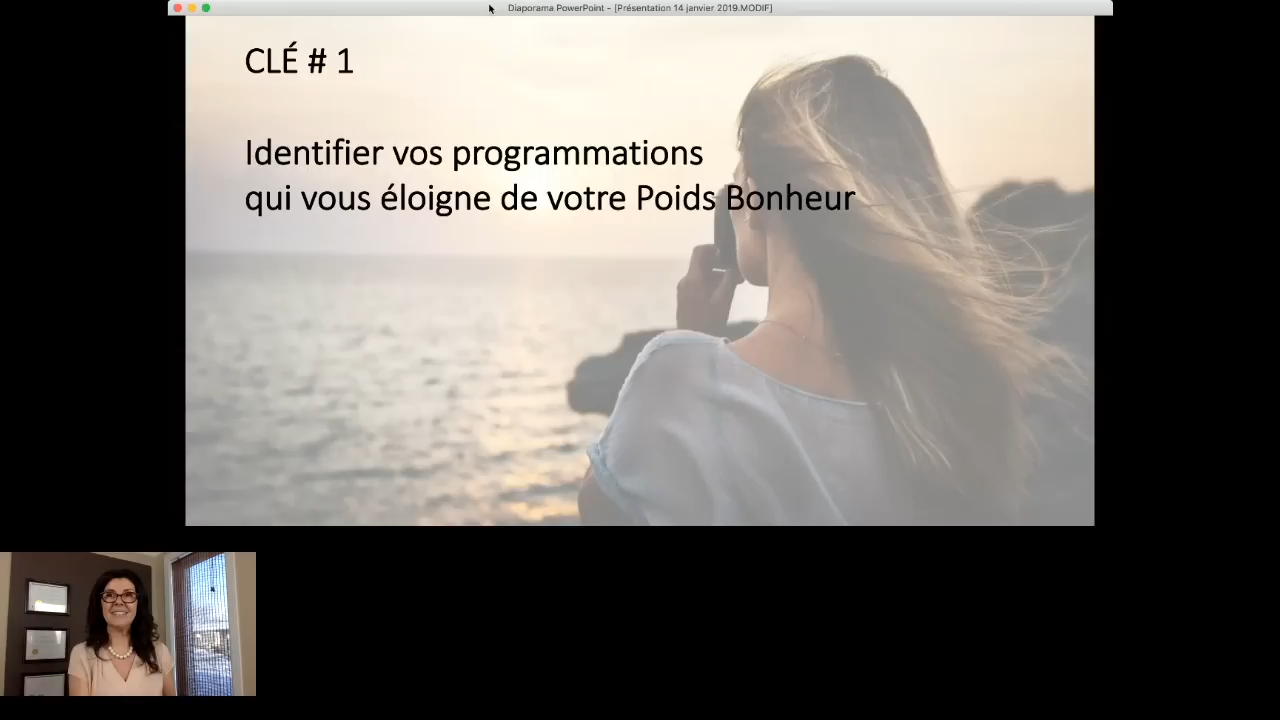 Diaporama PowerPoint - [Présentation 14 janvier 2019.MODIF]
CLÉ # 1
Identifier vos programmations
qui vous éloigne de votre Poids Bonheur